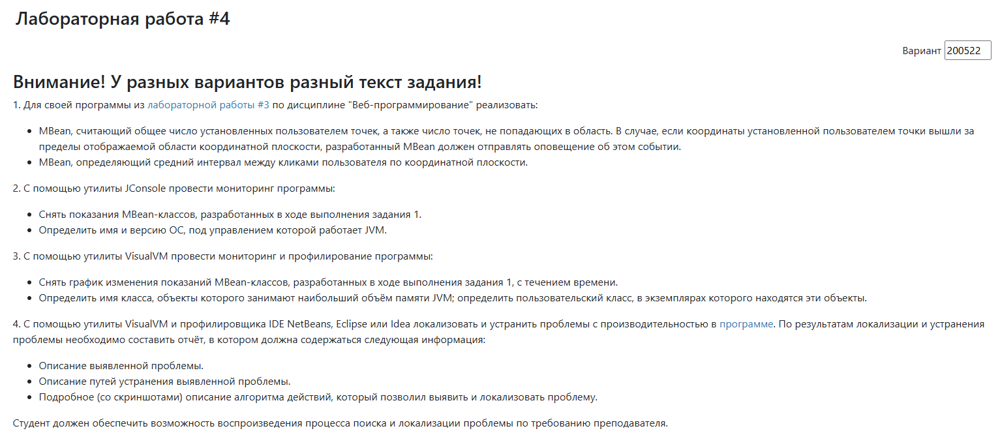 Лабораторная работа #4
Вариант 200522
Внимание! У разных вариантов разный текст задания!
1. Для своей программы из лабораторной работы #3 по дисциплине "Веб-программирование" реализовать:
• MBean, считающий общее число установленных пользователем точек, а также число точек, не попадающих в область. В случае, если координаты установленной пользователем точки вышли за
пределы отображаемой области координатной плоскости, разработанный MBean должен отправлять оповещение об этом событии.
• MBean, определяющий средний интервал между кликами пользователя по координатной плоскости.
2. С помощью утилиты JConsole провести мониторинг программы:
• Снять показания MBean-классов, разработанных в ходе выполнения задания 1.
• Определить имя и версию ОС, под управлением которой работает JVM.
3. С помощью утилиты VisualVM провести мониторинг и профилирование программы:
• Снять график изменения показаний MBean-классов, разработанных в ходе выполнения задания 1, с течением времени.
• Определить имя класса, объекты которого занимают наибольший объём памяти JVM; определить пользовательский класс, в экземплярах которого находятся эти объекты.
4. С помощью утилиты VisualVM и профилировщика IDE NetBeans, Eclipse или Idea локализовать и устранить проблемы с производительностью в программе. По результатам локализации и устранения
проблемы необходимо составить отчёт, в котором должна содержаться следующая информация:
• Описание выявленной проблемы.
• Описание путей устранения выявленной проблемы.
• Подробное (со скриншотами) описание алгоритма действий, который позволил выявить и локализовать проблему.
Студент должен обеспечить возможность воспроизведения процесса поиска и локализации проблемы по требованию преподавателя.